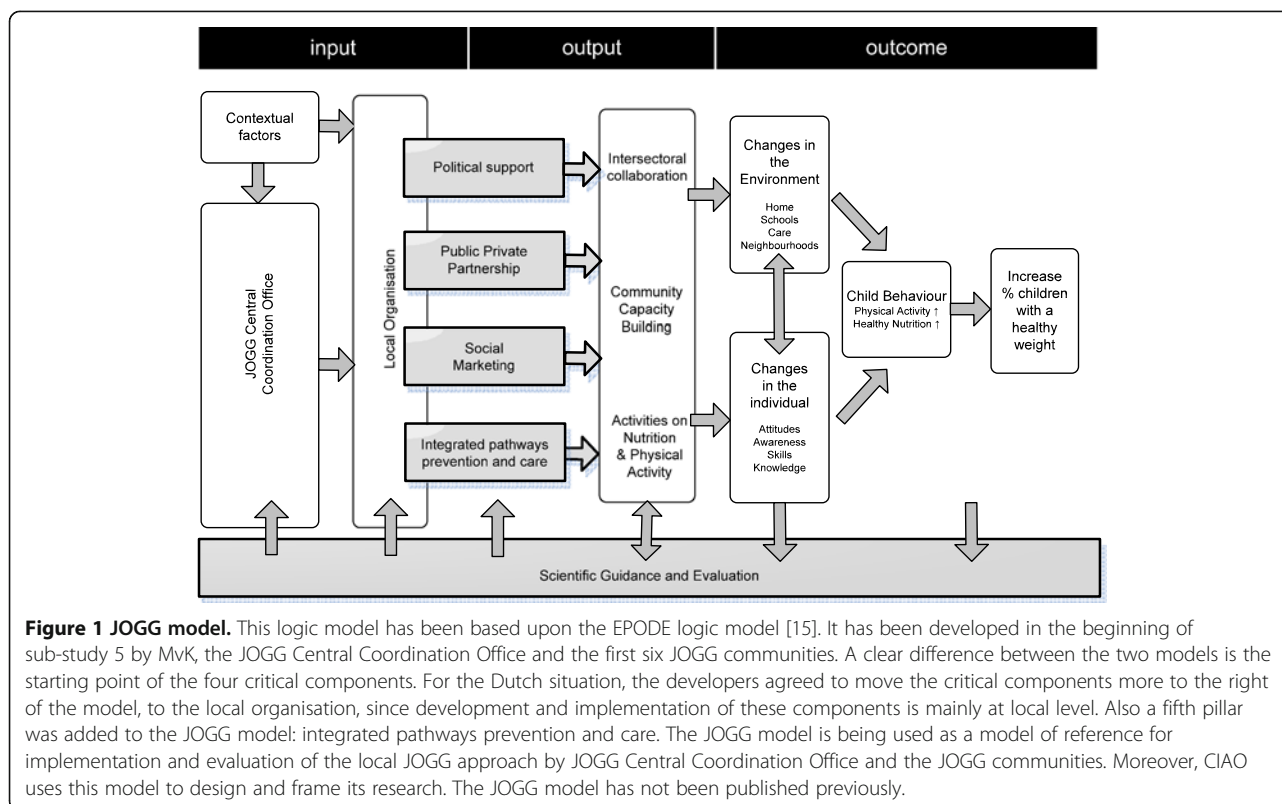 input
output
outcome
Contextual
factors
JOGG Central
Coordination Office
Local Organisation
Political support
Public Private
Partnership
Social
Marketing
Integrated pathways
prevention and care
Intersectoral
collaboration
Community
Capacity
Building
Activities on
Nutrition
& Physical
Activity
Changes in
the
Environment
Home
Schools
Care
Neighbourhoods
Changes in
the
individual
Attitudes
Awareness
Skills
Knowledge
Child Behaviour
Physical Activity ↑
Healthy Nutrition ↑
Increase
% children
with a
healthy
weight
Scientific Guidance and Evaluation
Figure 1 JOGG model. This logic model has been based upon the EPODE logic model [15]. It has been developed in the beginning of
sub-study 5 by MvK, the JOGG Central Coordination Office and the first six JOGG communities. A clear difference between the two models is the
starting point of the four critical components. For the Dutch situation, the developers agreed to move the critical components more to the right
of the model, to the local organisation, since development and implementation of these components is mainly at local level. Also a fifth pillar
was added to the JOGG model: integrated pathways prevention and care. The JOGG model is being used as a model of reference for
implementation and evaluation of the local JOGG approach by JOGG Central Coordination Office and the JOGG communities. Moreover, CIAO
uses this model to design and frame its research. The JOGG model has not been published previously.